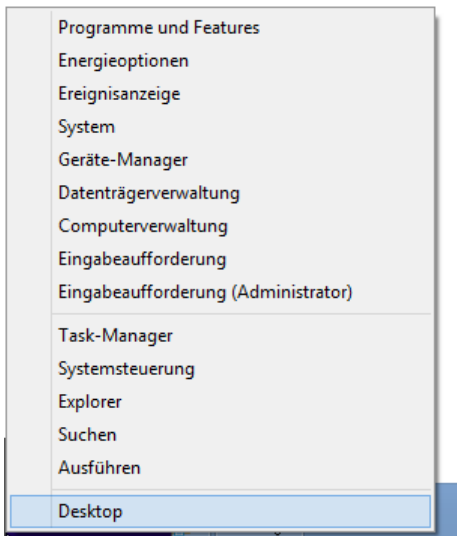 Programme und Features
Energieoptionen
Ereignisanzeige
System
Geräte-Manager
Datenträgerverwaltung
Computerverwaltung
Eingabeaufforderung
Eingabeaufforderung (Administrator)
Task-Manager
Systemsteuerung
Explorer
Suchen
Ausführen
Desktop